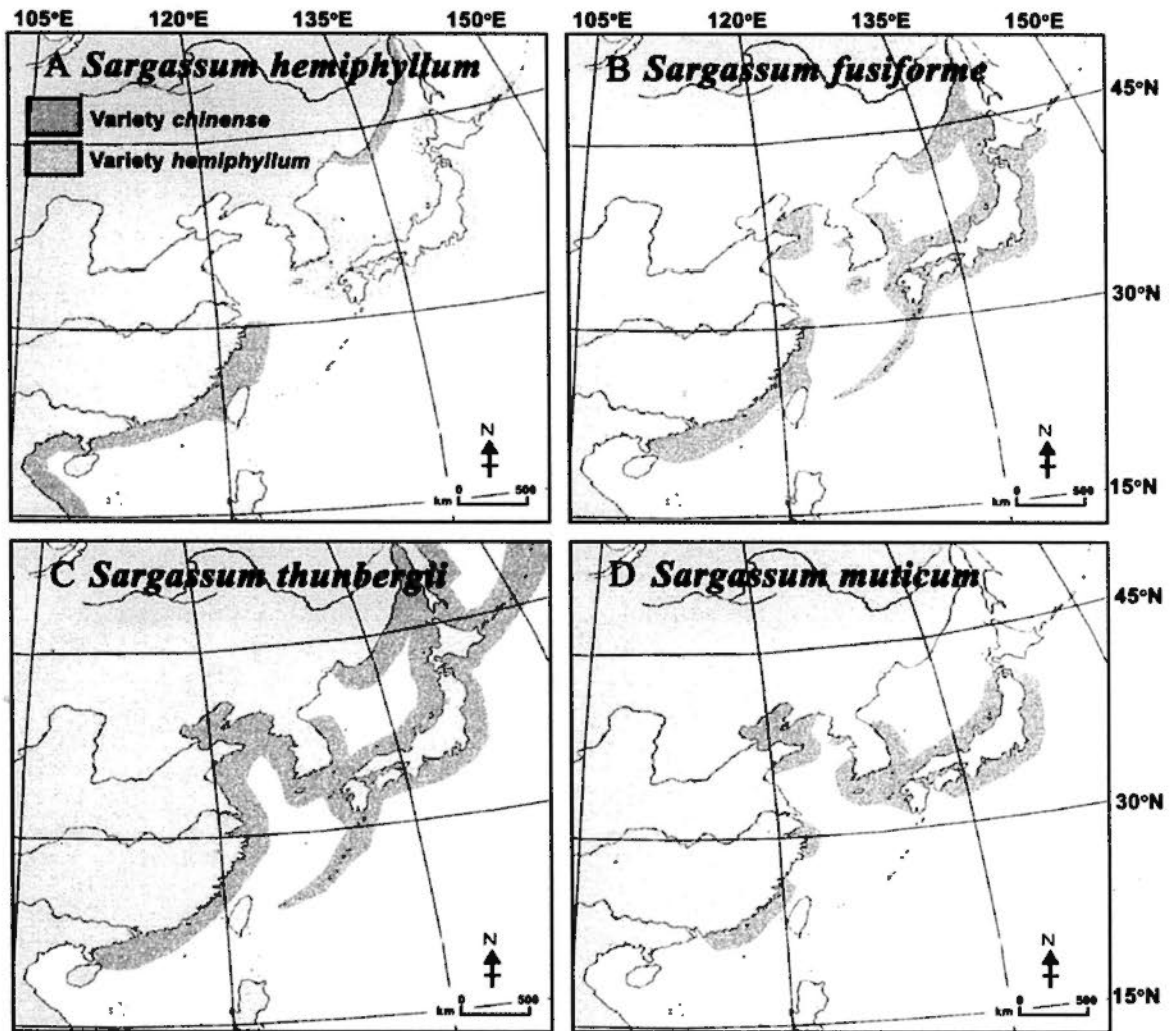 105°E 120°E 135°E 150°E 105°E 120°E 135°E 150°E
A Sargassum hemiphyllum
Variety chinense
Variety hemiphyllum
N
km 0 500
B Sargassum fusiforme
45°N
30°N
15°N
N
km 0 500
C Sargassum thunbergii
N
km 0 500
D Sargassum muticum
45°N
30°N
15°N
N
km 0 500